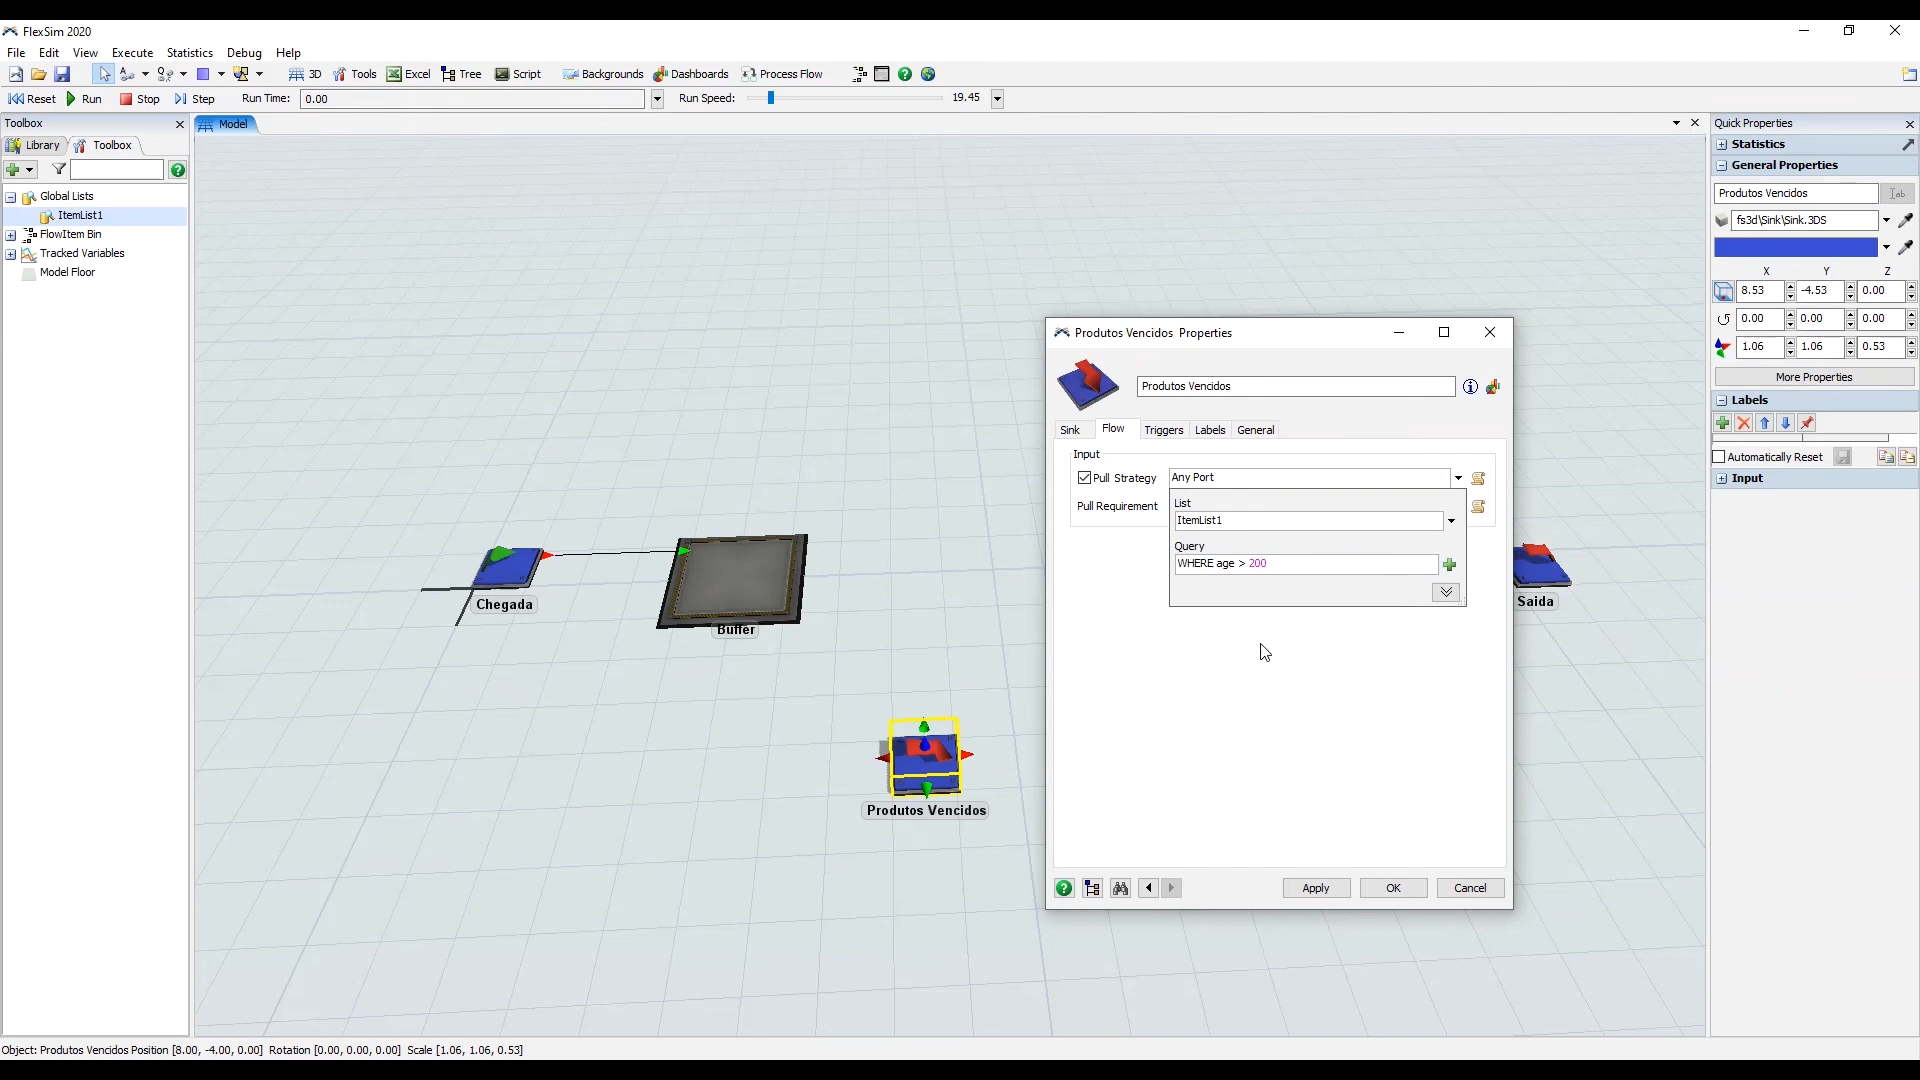 FlexSim 2020
File Edit View Execute Statistics Debug Help
3D Tools Excel Tree Script Backgrounds Dashboards Process Flow
Reset Run Stop Step Run Time: 0.00 Run Speed: 19.45
Toolbox
Library Toolbox
Global Lists
ItemList1
FlowItem Bin
Tracked Variables
Model Floor
Model
Chegada
Buffer
Produtos Vencidos
Saida
Produtos Vencidos Properties
Produtos Vencidos
Sink Flow Triggers Labels General
Input
Pull Strategy Any Port
Pull Requirement
List
ItemList1
Query
WHERE age > 200
Apply OK Cancel
Quick Properties
Statistics
General Properties
Produtos Vencidos
fs3d\Sink\Sink.3DS
X Y Z
8.53 -4.53 0.00
0.00 0.00 0.00
1.06 1.06 0.53
More Properties
Labels
Automatically Reset
Input
Object: Produtos Vencidos Position [8.00, -4.00, 0.00] Rotation [0.00, 0.00, 0.00] Scale [1.06, 1.06, 0.53]